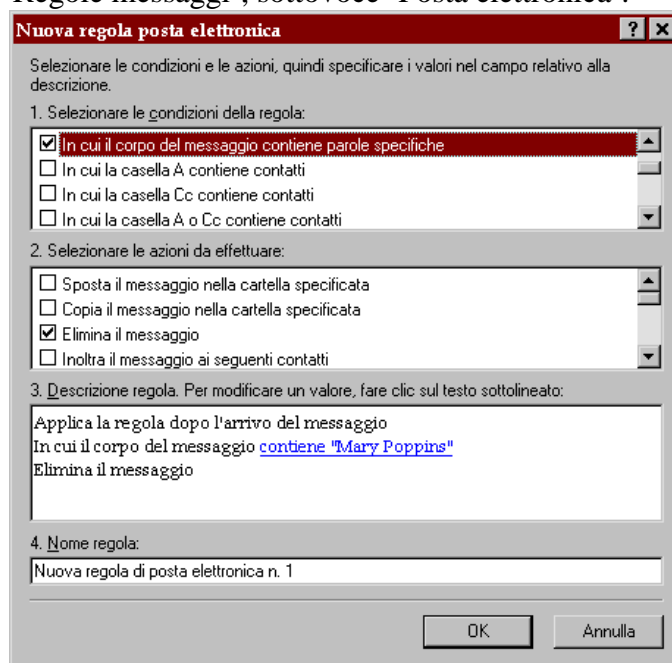 Regole messaggi", sottovoce "Posta elettronica".
Nuova regola posta elettronica
Selezionare le condizioni e le azioni, quindi specificare i valori nel campo relativo alla
descrizione.
1. Selezionare le condizioni della regola:
In cui il corpo del messaggio contiene parole specifiche
In cui la casella A contiene contatti
In cui la casella Cc contiene contatti
In cui la casella A o Cc contiene contatti
2. Selezionare le azioni da effettuare:
Sposta il messaggio nella cartella specificata
Copia il messaggio nella cartella specificata
Elimina il messaggio
Inoltra il messaggio ai seguenti contatti
3. Descrizione regola. Per modificare un valore, fare clic sul testo sottolineato:
Applica la regola dopo l'arrivo del messaggio
In cui il corpo del messaggio contiene "Mary Poppins"
Elimina il messaggio
4. Nome regola:
Nuova regola di posta elettronica n. 1
OK Annulla